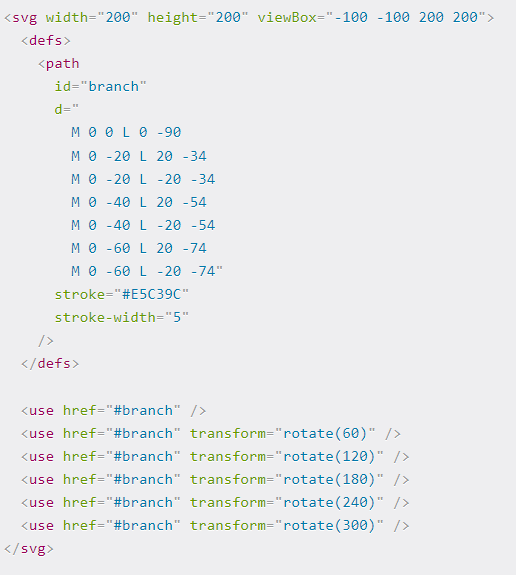 <svg width="200" height="200" viewBox="-100 -100 200 200">
<defs>
<path
id="branch"
d="
M 0 0 L 0 -90
M 0 -20 L 20 -34
M 0 -20 L -20 -34
M 0 -40 L 20 -54
M 0 -40 L -20 -54
M 0 -60 L 20 -74
M 0 -60 L -20 -74"
stroke="#E5C39C"
stroke-width="5"
/>
</defs>
<use href="#branch" />
<use href="#branch" transform="rotate(60)" />
<use href="#branch" transform="rotate(120)" />
<use href="#branch" transform="rotate(180)" />
<use href="#branch" transform="rotate(240)" />
<use href="#branch" transform="rotate(300)" />
</svg>